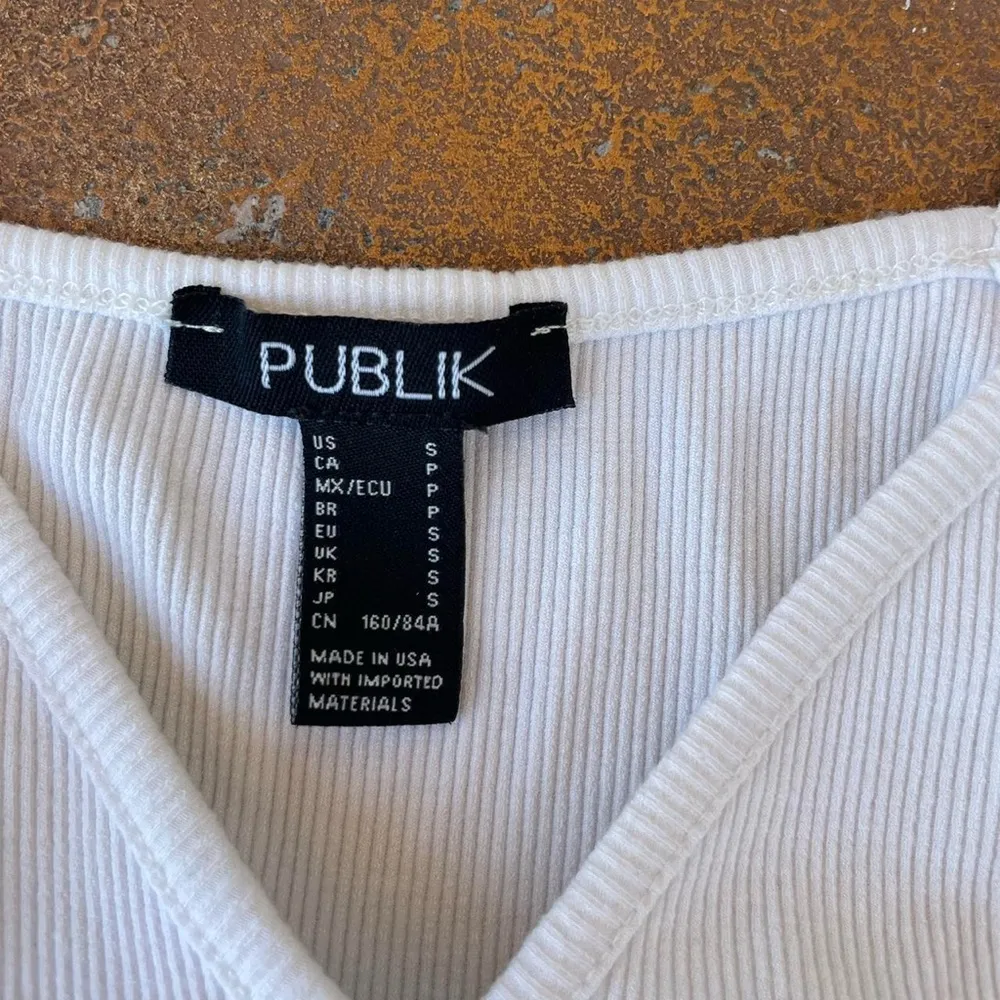 PUBLIK
US S
CA P
MX/ECU P
BR P
EU S
UK S
KR S
JP S
CN 160/84A
MADE IN USA
WITH IMPORTED
MATERIALS